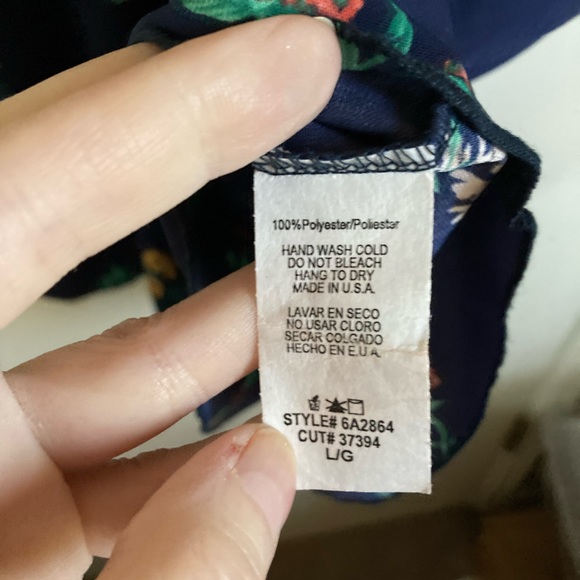 100%Polyester/Poliester
HAND WASH COLD
DO NOT BLEACH
HANG TO DRY
MADE IN U.S.A.
LAVAR EN SECO
NO USAR CLORO
SECAR COLGADO
HECHO EN E.U.A.
STYLE# 6A2864
CUT# 37394
L/G